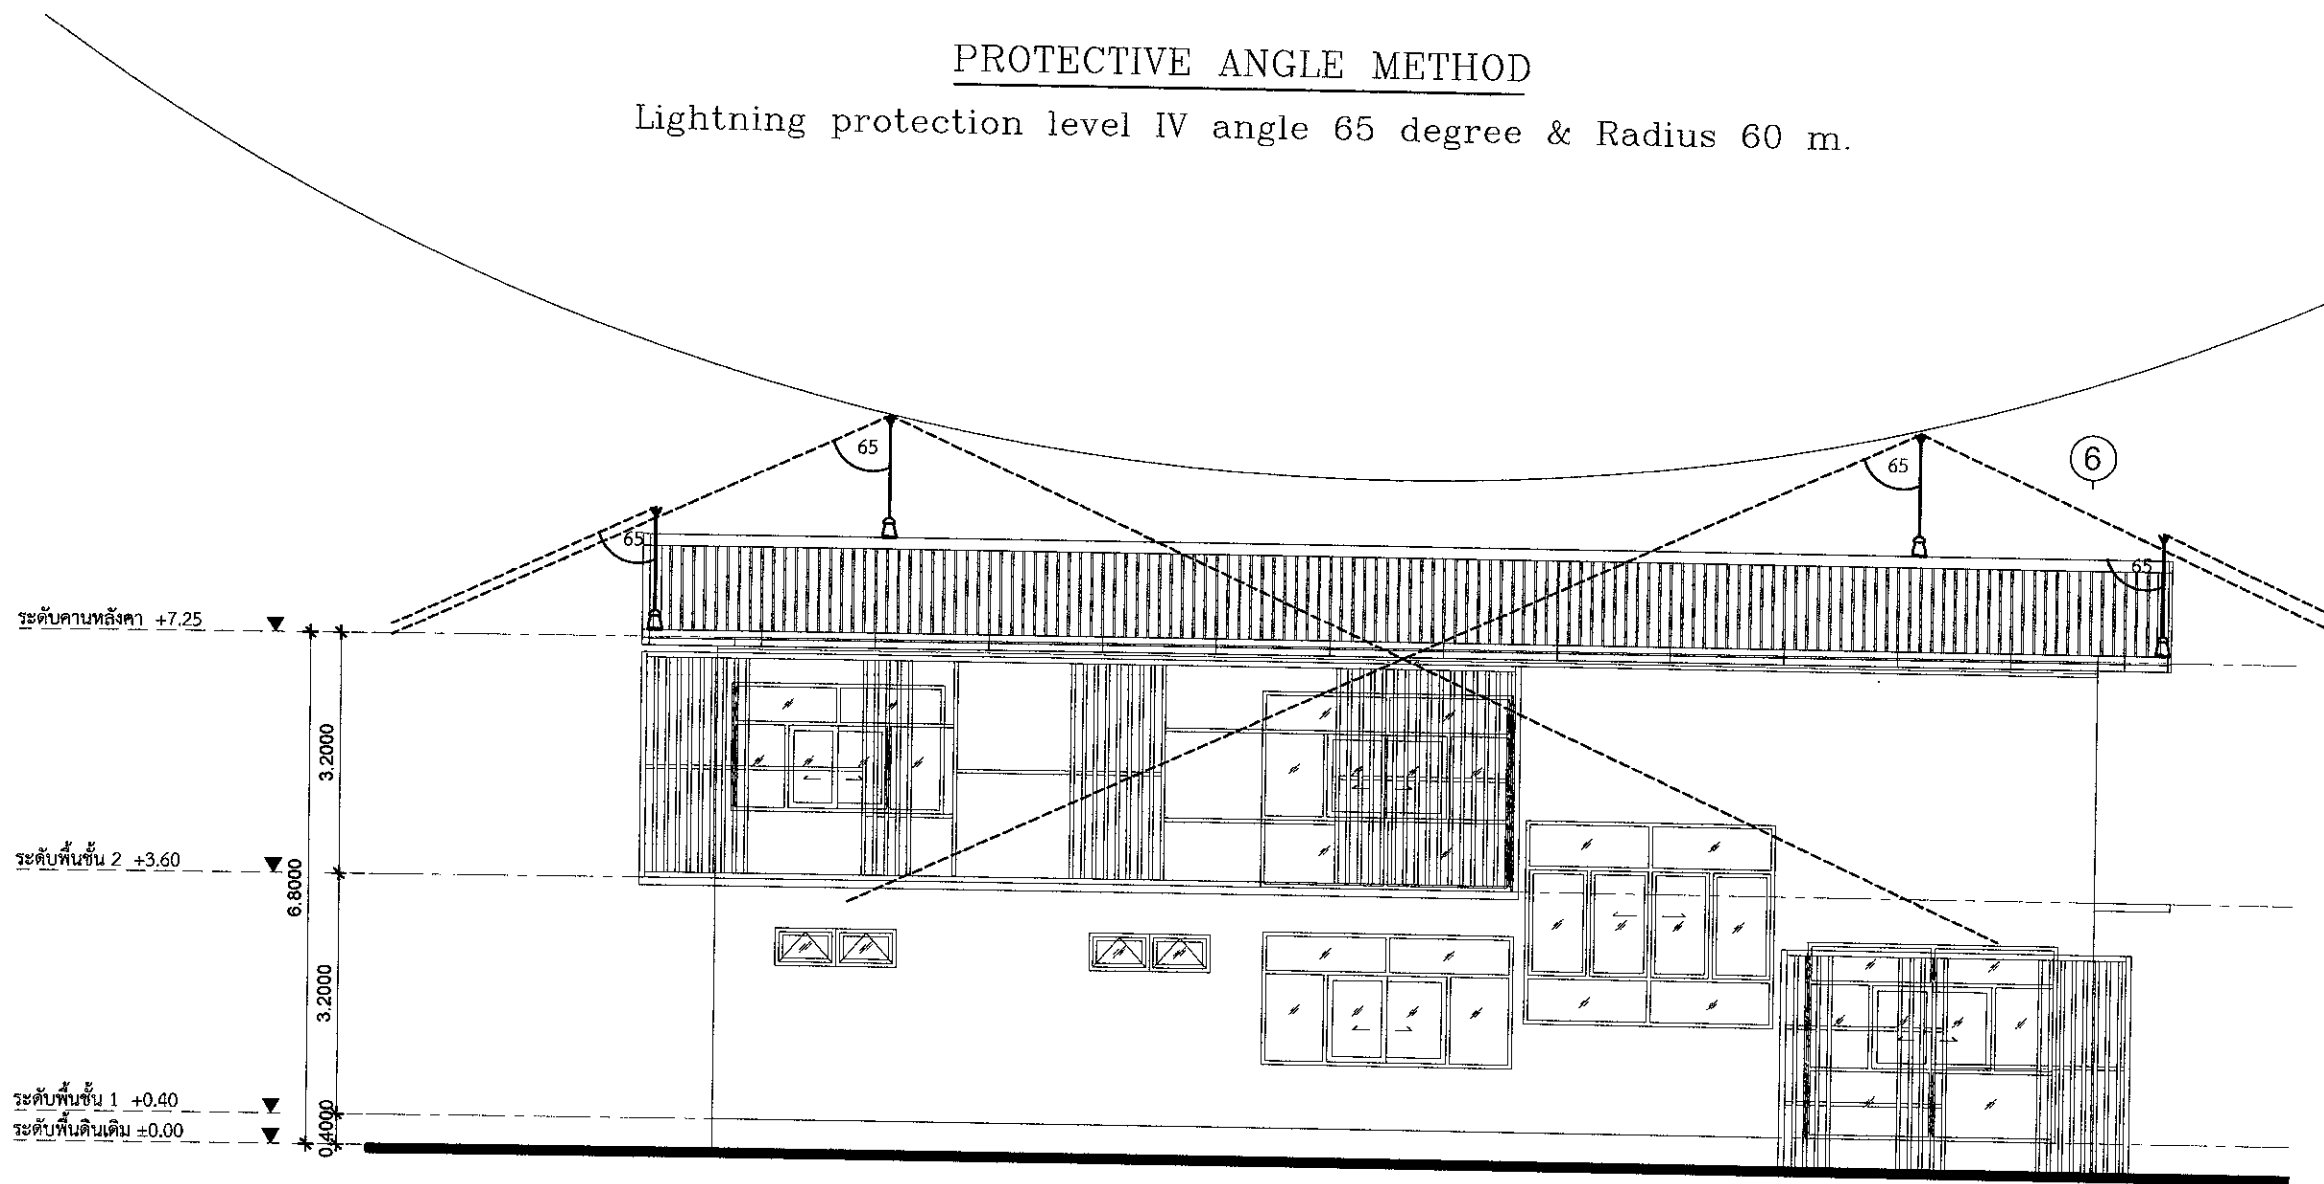 PROTECTIVE ANGLE METHOD
Lightning protection level IV angle 65 degree & Radius 60 m.
65
65
6
65
65
ระดับคานหลังคา +7.25
3.2000
ระดับพื้นชั้น 2 +3.60
6.8000
3.2000
ระดับพื้นชั้น 1 +0.40
ระดับพื้นดินเดิม ±0.00
0.4000